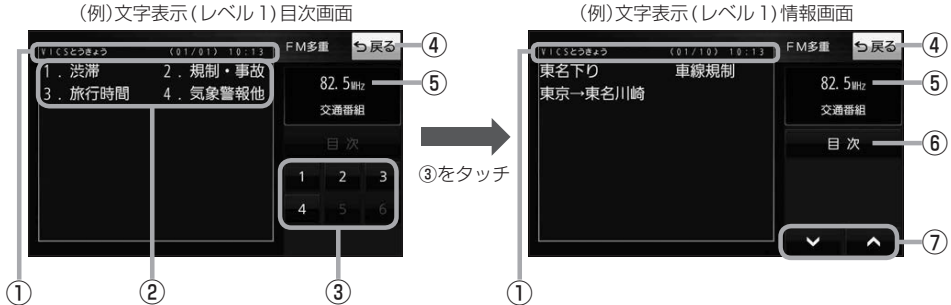 (例)文字表示(レベル1)目次画面
VICSとうきょう (01/01) 10:13
FM多重
戻る
④
1．渋滞 2．規制・事故
3．旅行時間 4．気象警報他
82.5MHz
⑤
交通番組
目次
1 2 3
4 5 6
① ② ③
③をタッチ
(例)文字表示(レベル1)情報画面
VICSとうきょう (01/10) 10:13
FM多重
戻る
④
東名下り 車線規制
東京→東名川崎
82.5MHz
⑤
交通番組
目次
⑥
⑦
①